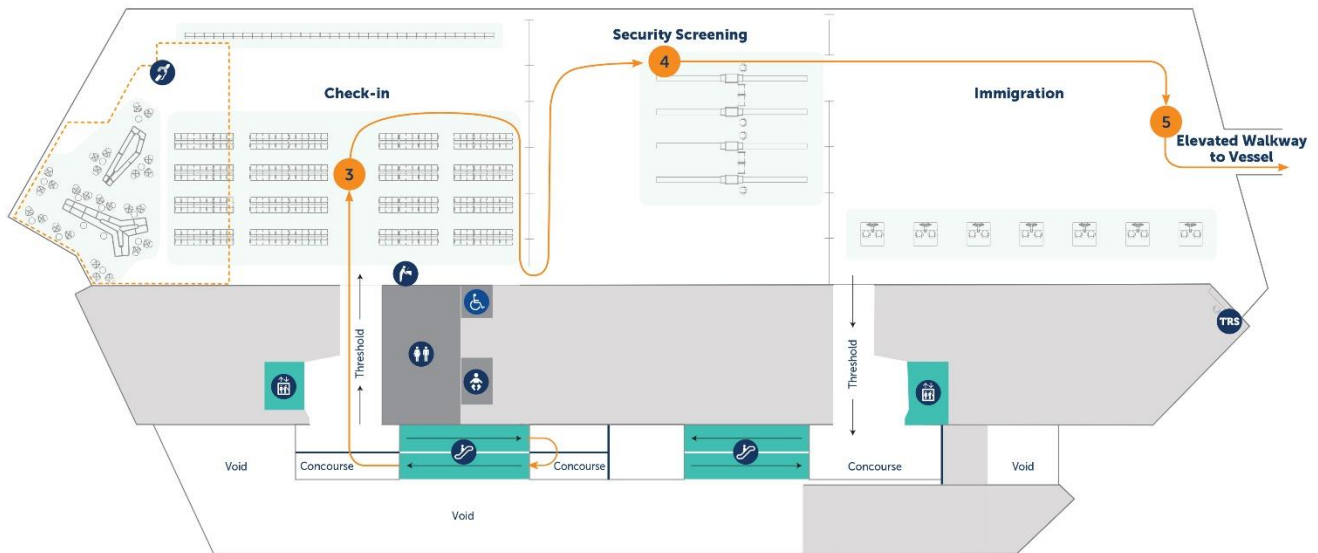 Security Screening
4
Check-in
Immigration
5
Elevated Walkway
to Vessel
3
TRS
Threshold
Threshold
Void
Concourse
Concourse
Concourse
Void
Void